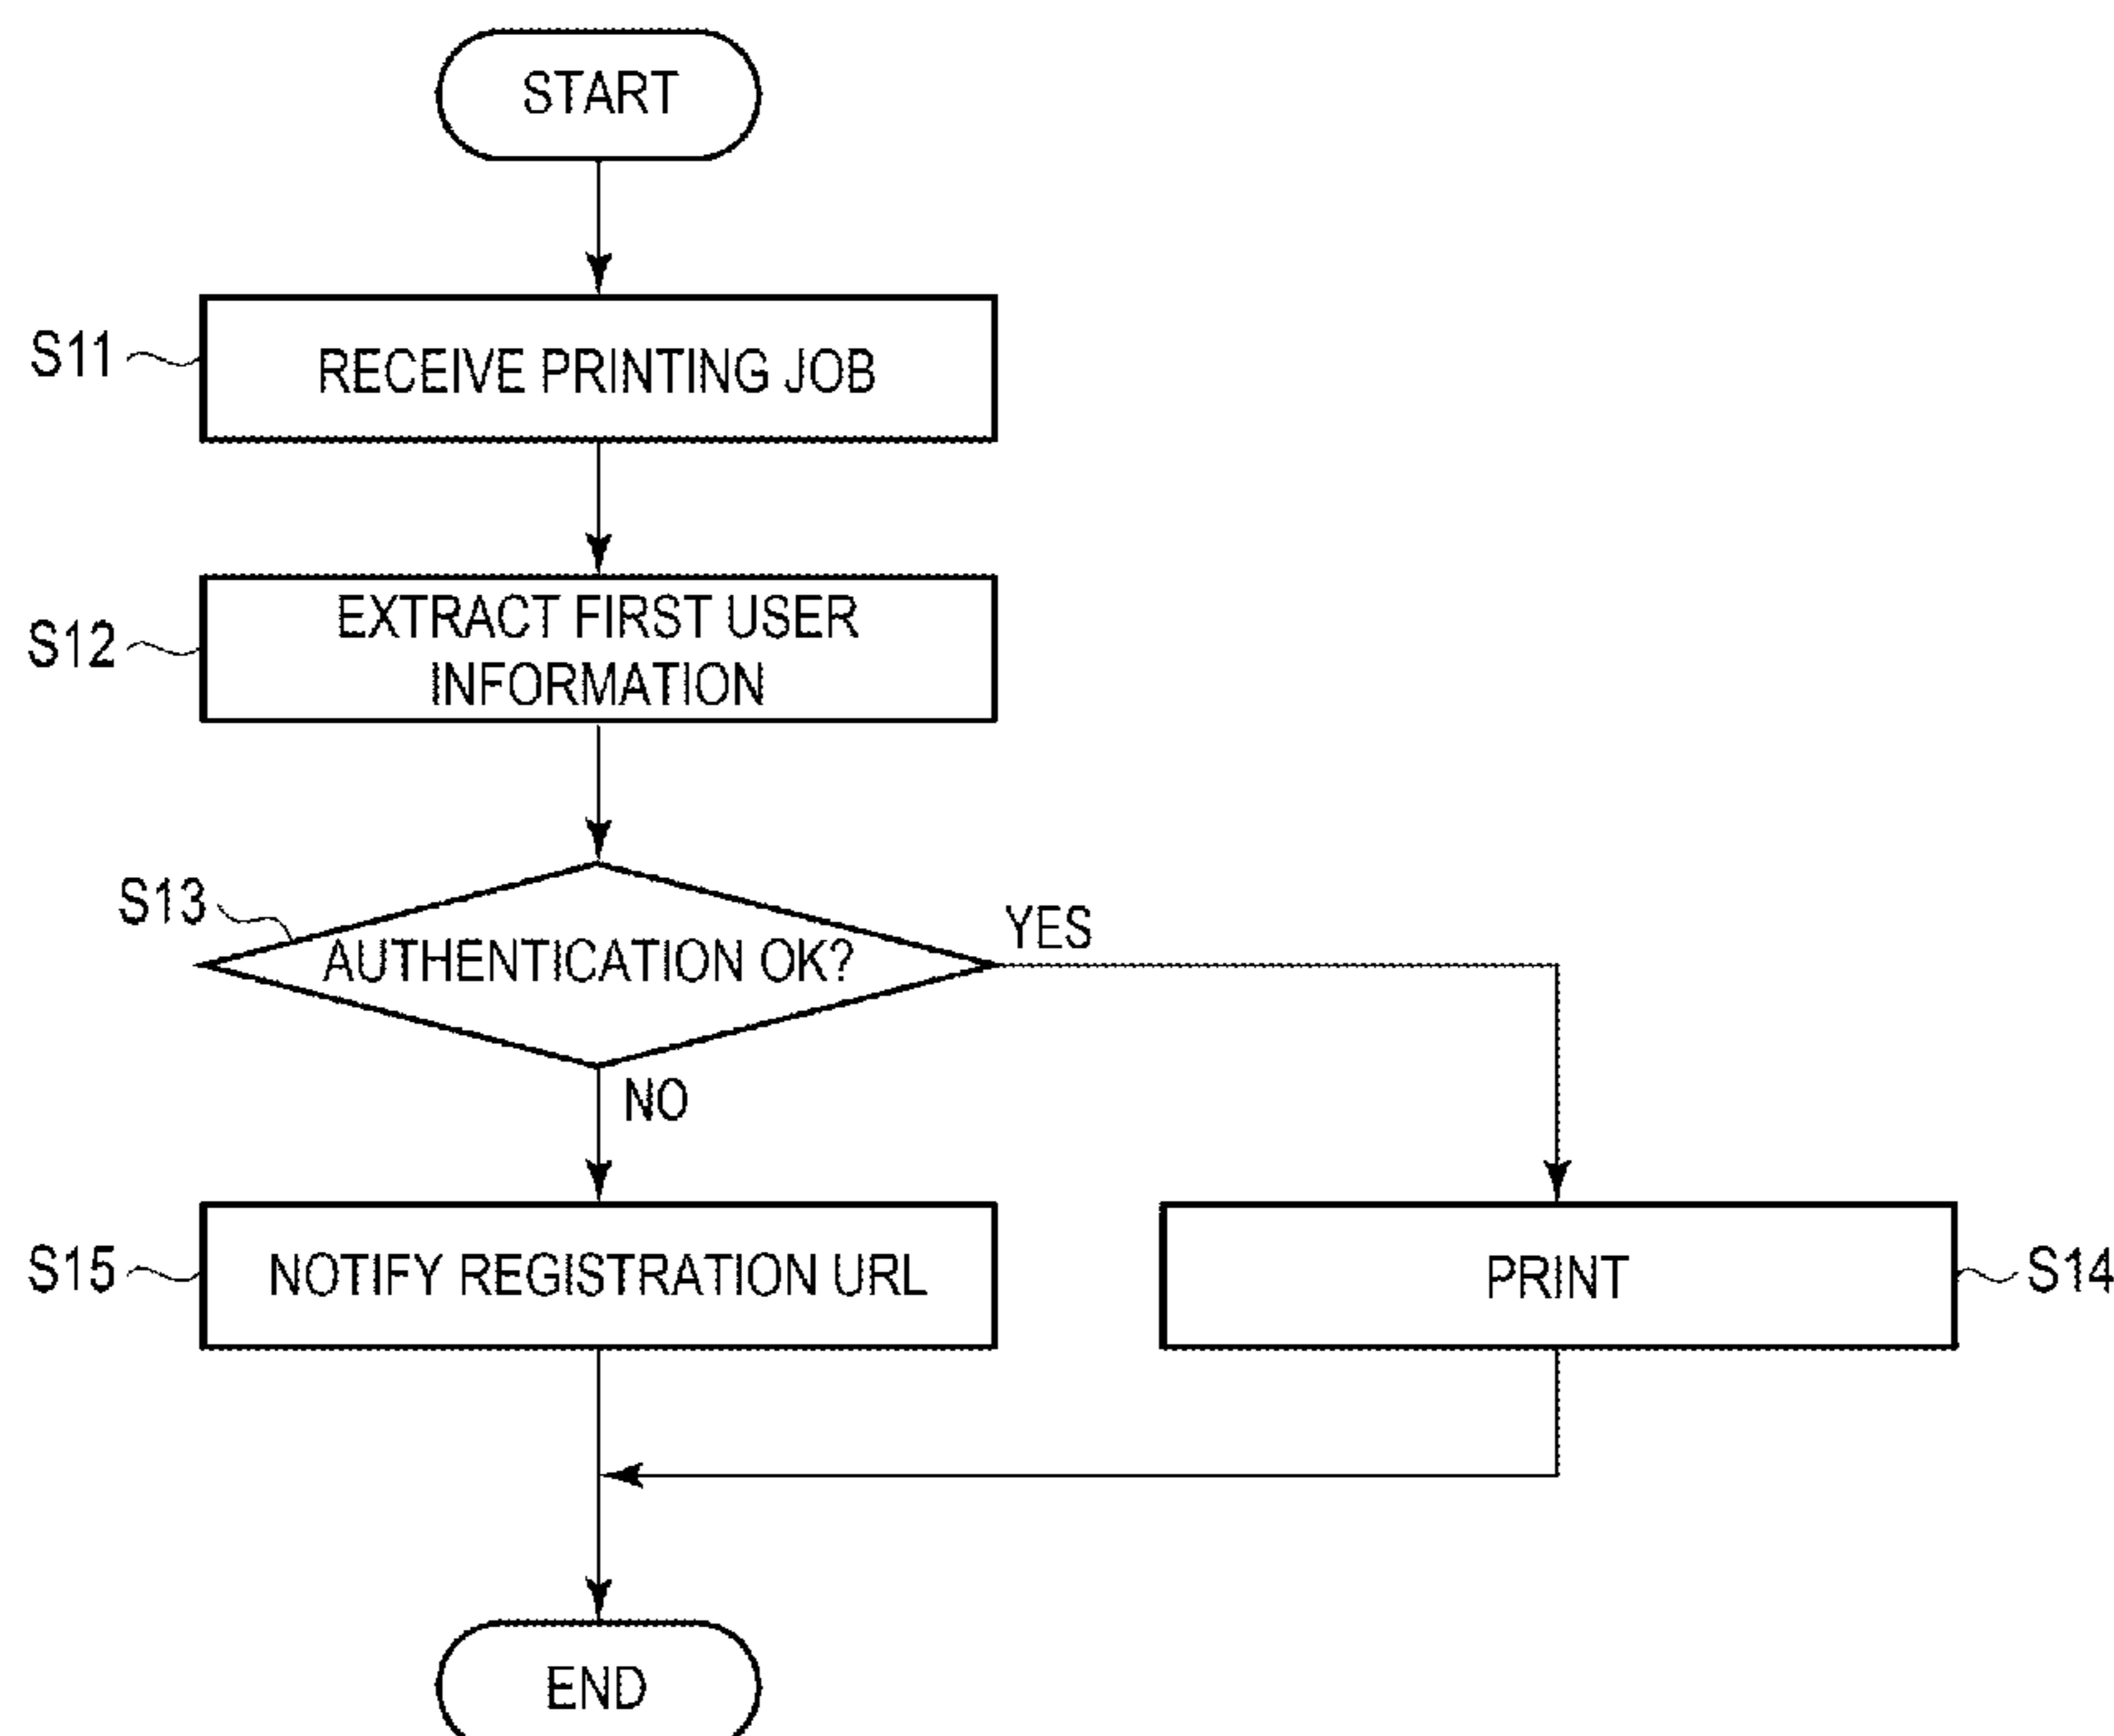 START
S11
RECEIVE PRINTING JOB
S12
EXTRACT FIRST USER
INFORMATION
S13
AUTHENTICATION OK?
YES
NO
S15
NOTIFY REGISTRATION URL
PRINT
S14
END